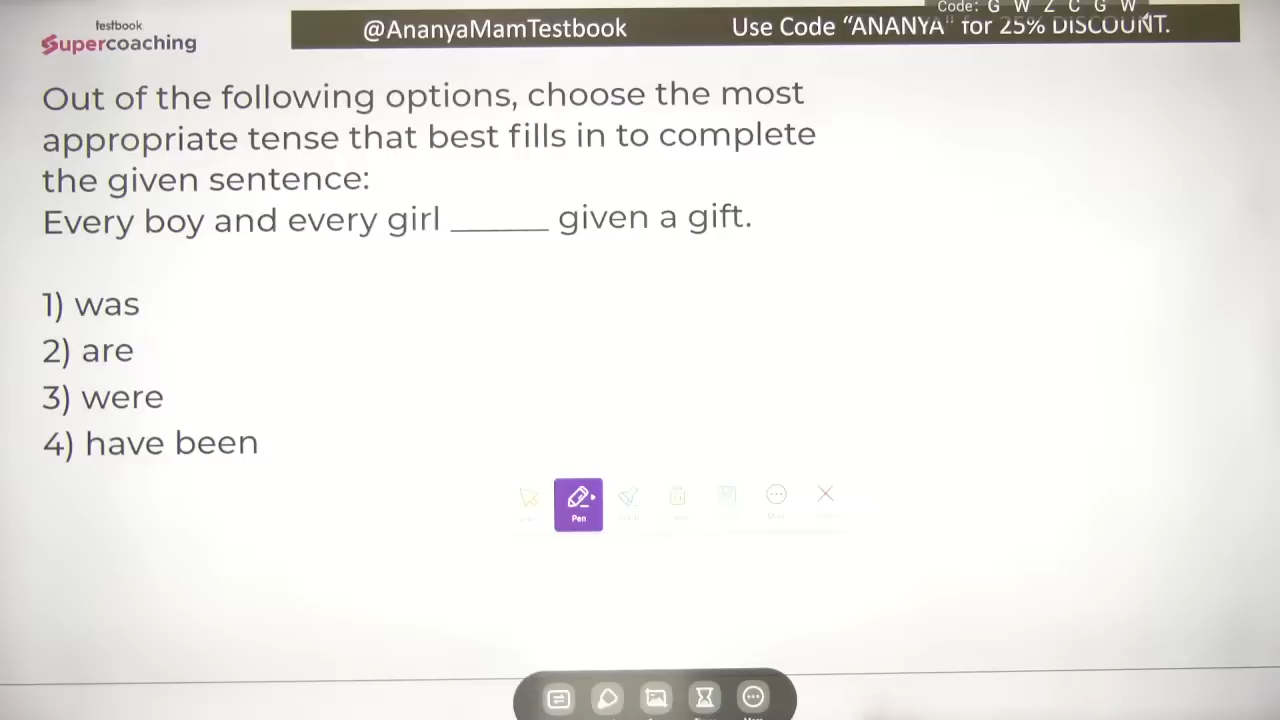 Code: G W Z C G W
testbook
Supercoaching
@AnanyaMamTestbook
Use Code “ANANYA" for 25% DISCOUNT.
Out of the following options, choose the most
appropriate tense that best fills in to complete
the given sentence:
Every boy and every girl ______ given a gift.
1) was
2) are
3) were
4) have been
Pen